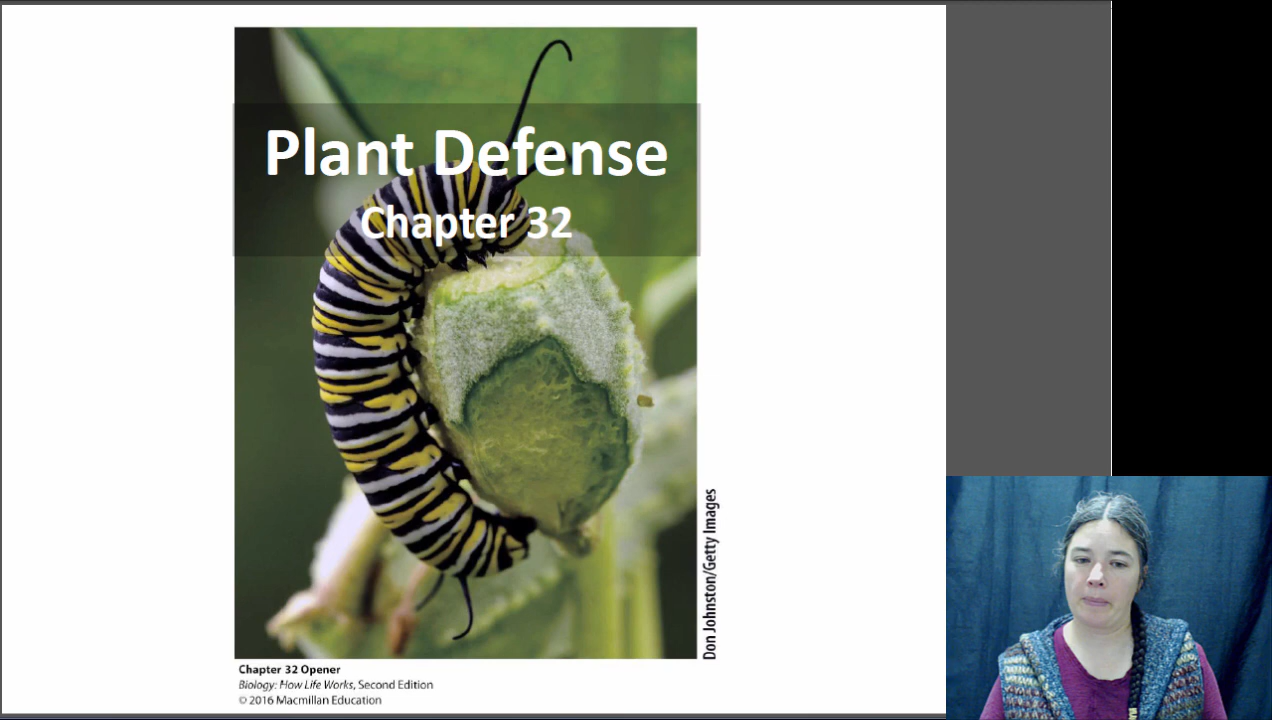 Plant Defense
Chapter 32
Don Johnston/Getty Images
Chapter 32 Opener
Biology: How Life Works, Second Edition
© 2016 Macmillan Education